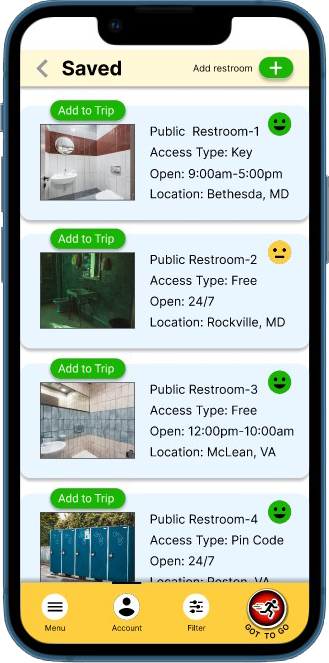 Saved
Add restroom
Add to Trip
Public Restroom-1
Access Type: Key
Open: 9:00am-5:00pm
Location: Bethesda, MD
Add to Trip
Public Restroom-2
Access Type: Free
Open: 24/7
Location: Rockville, MD
Add to Trip
Public Restroom-3
Access Type: Free
Open: 12:00pm-10:00am
Location: McLean, VA
Add to Trip
Public Restroom-4
Access Type: Pin Code
Open: 24/7
Location: Reston, VA
Menu
Account
Filter
GOT TO GO